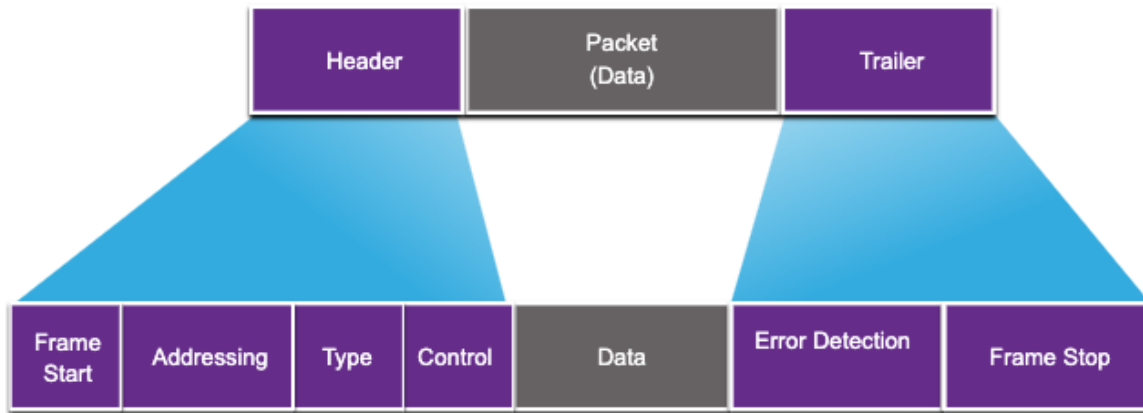 Header
Packet
(Data)
Trailer
Frame
Start
Addressing
Type
Control
Data
Error Detection
Frame Stop